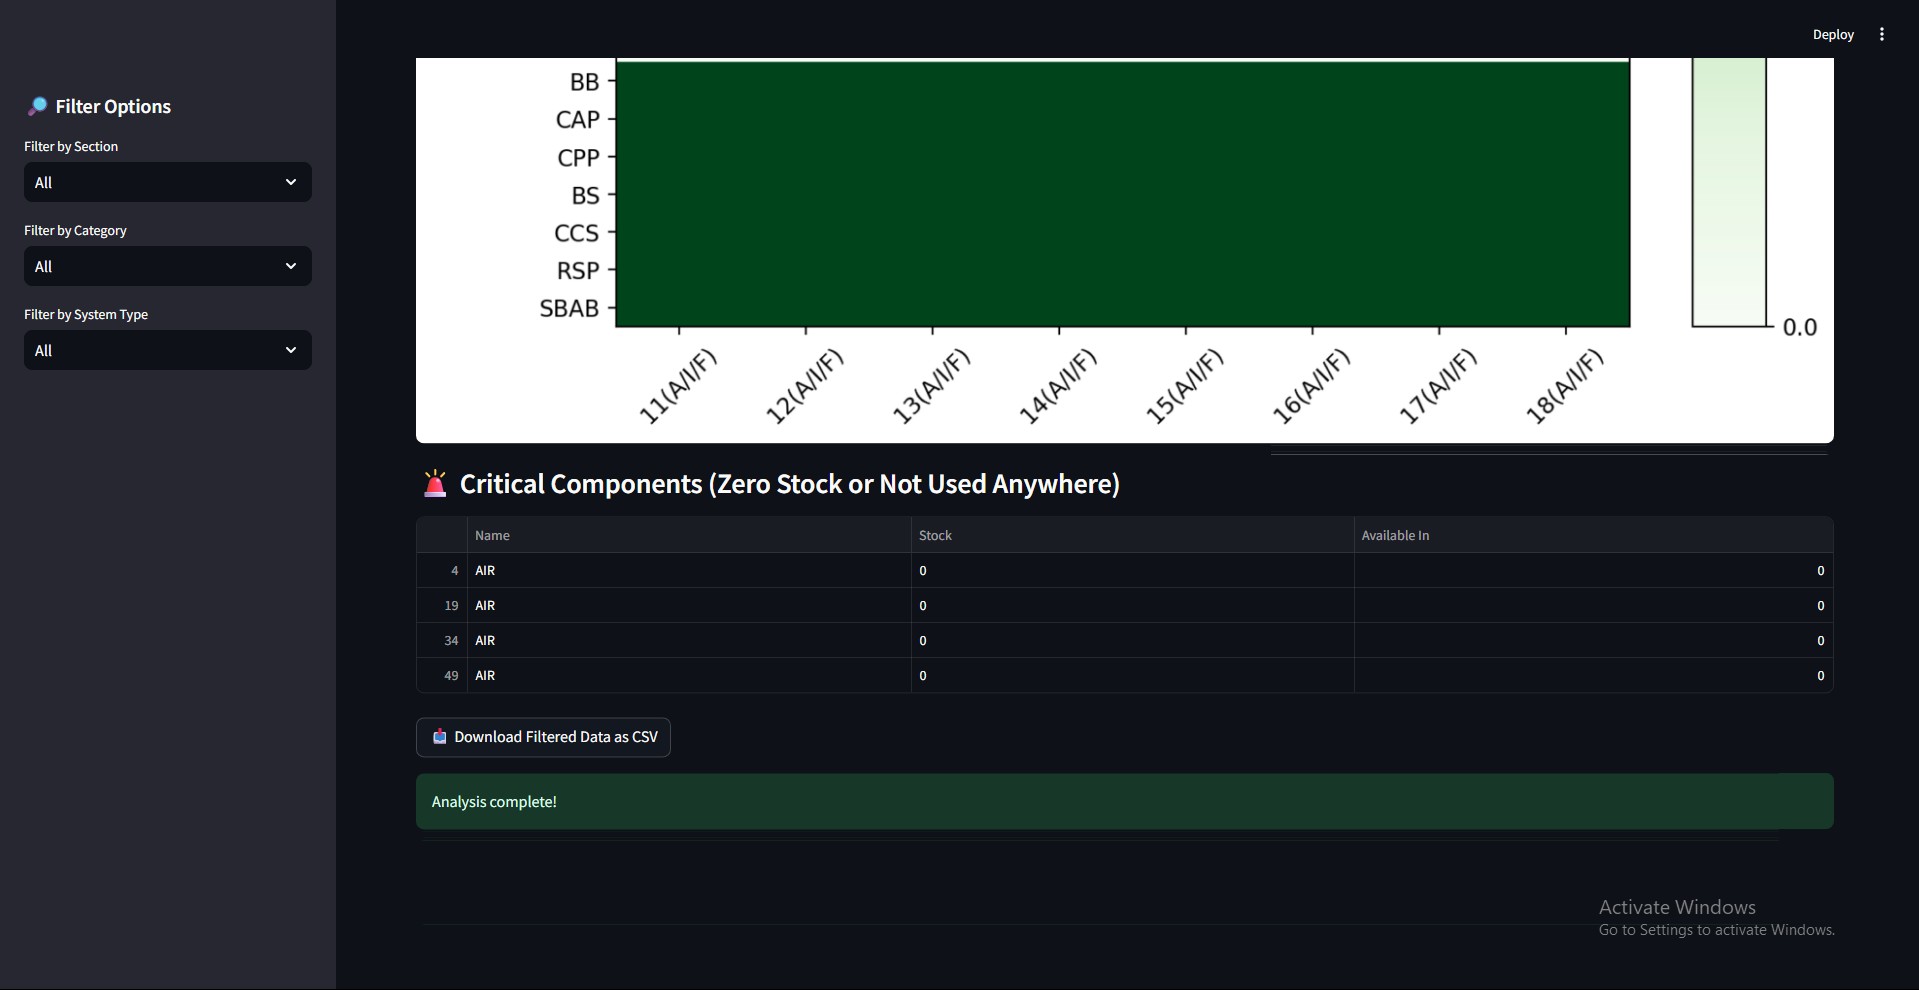 Deploy
Filter Options
Filter by Section
All
Filter by Category
All
Filter by System Type
All
BB
CAP
CPP
BS
CCS
RSP
SBAB
0.0
11(A/I/F) 12(A/I/F) 13(A/I/F) 14(A/I/F) 15(A/I/F) 16(A/I/F) 17(A/I/F) 18(A/I/F)
Critical Components (Zero Stock or Not Used Anywhere)
Name Stock Available In
4 AIR 0 0
19 AIR 0 0
34 AIR 0 0
49 AIR 0 0
Download Filtered Data as CSV
Analysis complete!
Activate Windows
Go to Settings to activate Windows.